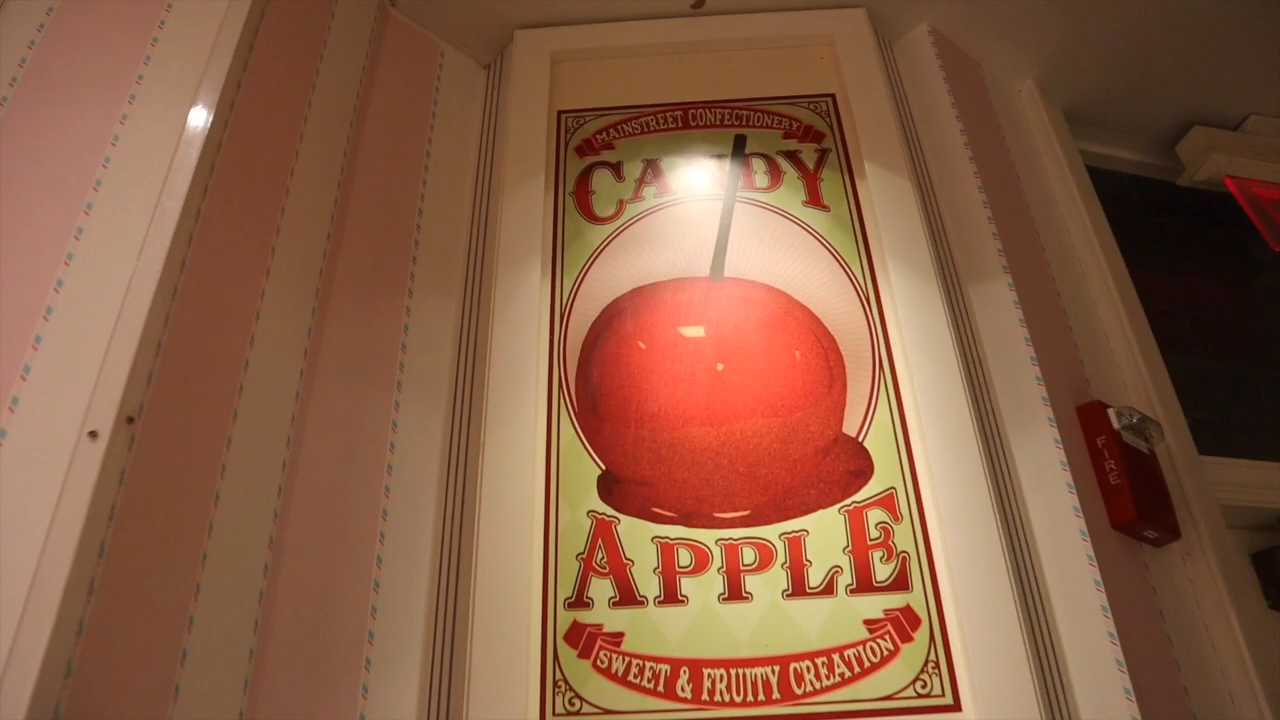 MAINSTREET CONFECTIONERY
CANDY
APPLE
SWEET & FRUITY CREATION
FIRE